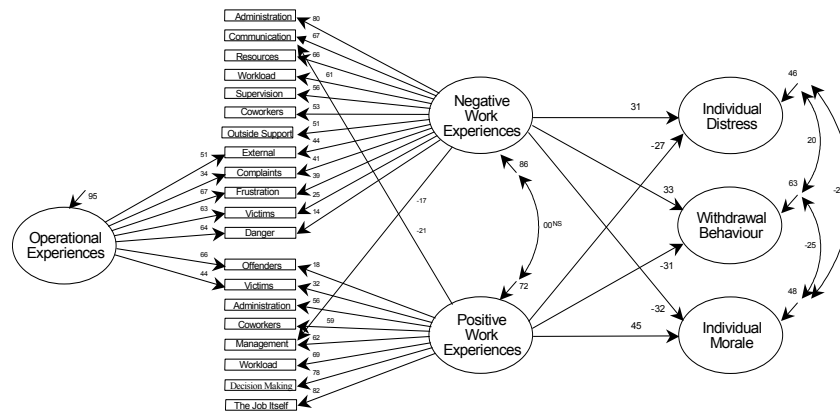 Administration
80
Communication
67
Resources
66
Workload
61
Supervision
56
Coworkers
53
Outside Support
51
External
44
Complaints
41
Frustration
39
Victims
25
Danger
14
51
34
67
63
64
66
44
95
Operational
Experiences
Offenders
18
Victims
32
Administration
56
Coworkers
59
Management
62
Workload
69
Decision Making
78
The Job Itself
82
Negative
Work
Experiences
86
-17
-21
00NS
72
Positive
Work
Experiences
31
-27
33
-31
-32
45
46
Individual
Distress
20
63
Withdrawal
Behaviour
-25
48
Individual
Morale